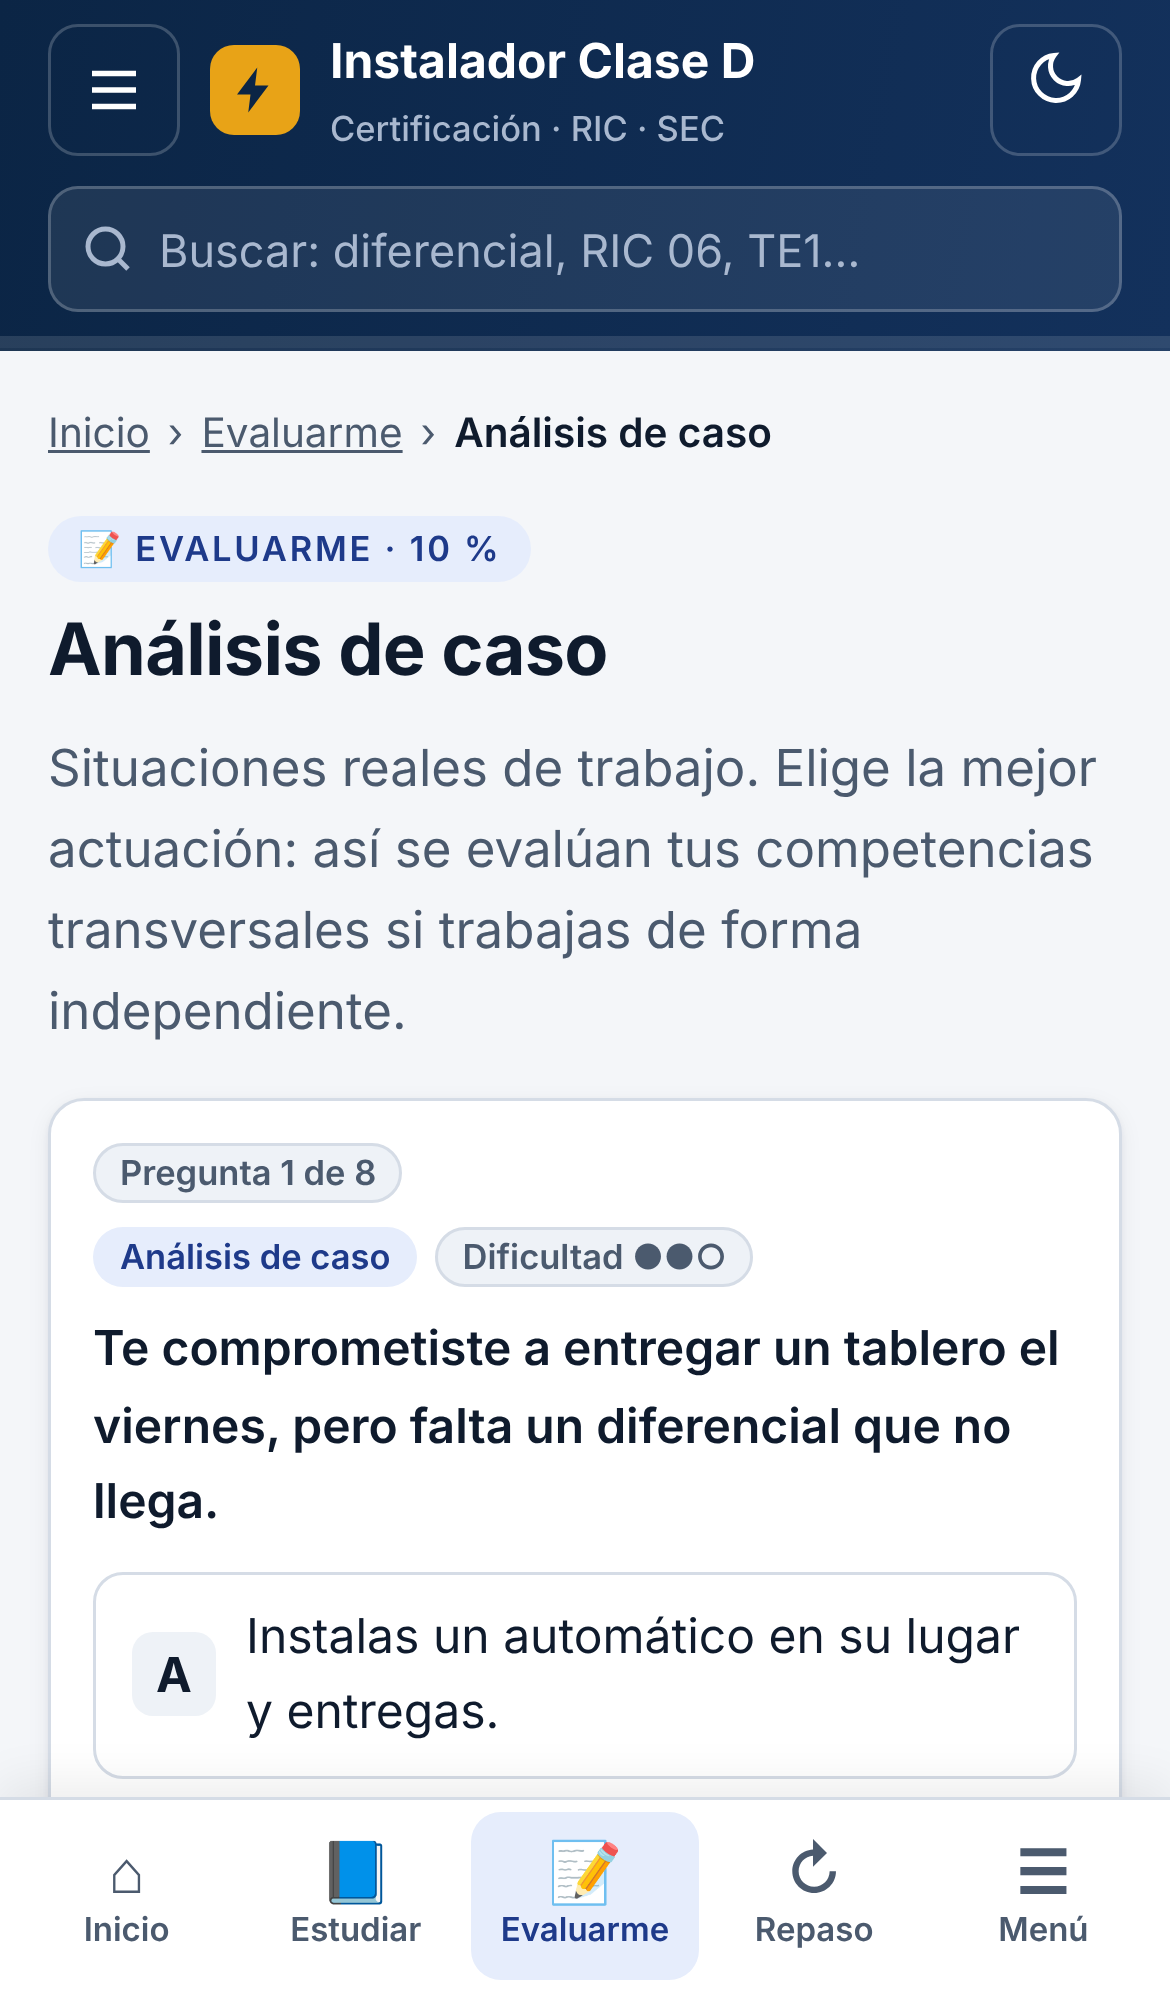 Instalador Clase D
Certificación · RIC · SEC
Buscar: diferencial, RIC 06, TE1...
Inicio › Evaluarme › Análisis de caso
📝 EVALUARME · 10 %
Análisis de caso
Situaciones reales de trabajo. Elige la mejor
actuación: así se evalúan tus competencias
transversales si trabajas de forma
independiente.
Pregunta 1 de 8
Análisis de caso
Dificultad ●●○
Te comprometiste a entregar un tablero el
viernes, pero falta un diferencial que no
llega.
A
Instalas un automático en su lugar
y entregas.
Inicio
Estudiar
Evaluarme
Repaso
Menú